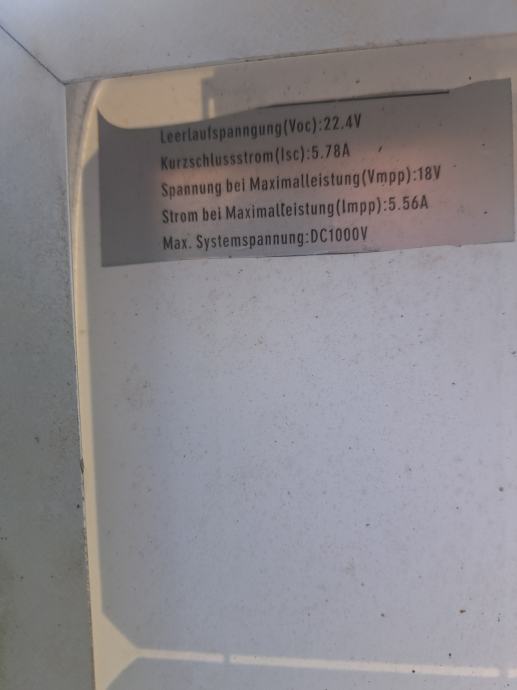 Leerlaufspanngung(Voc):22.4V
Kurzschlussstrom(Isc):5.78A
Spannung bei Maximalleistung(Vmpp):18V
Strom bei Maximalleistung(Impp):5.56A
Max. Systemspannung:DC1000V